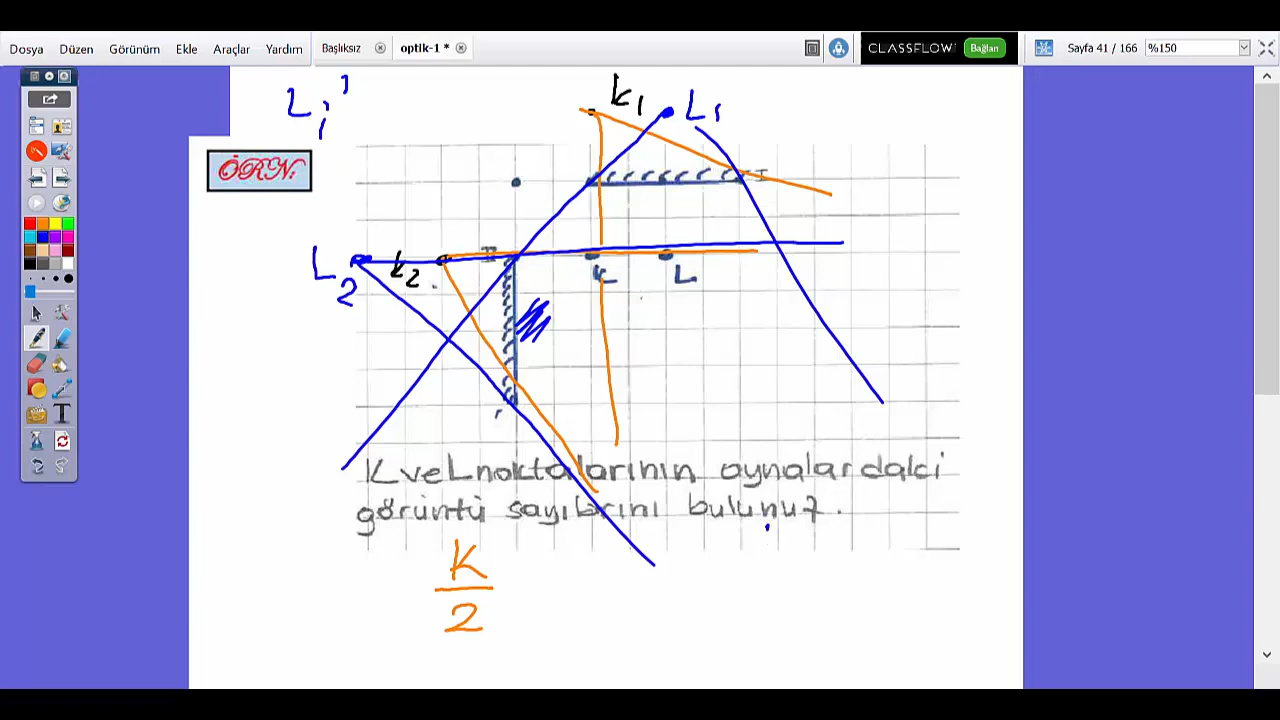 Dosya Düzen Görünüm Ekle Araçlar Yardım Başlıksız optik-1 * CLASSFLOW Bağlan Sayfa 41 / 166 %150
L₁' K₁ L₁
ÖRN:
I
L₂ K₂ II K L
K ve L noktalarının aynalardaki
görüntü sayılarını bulunuz.
K
2